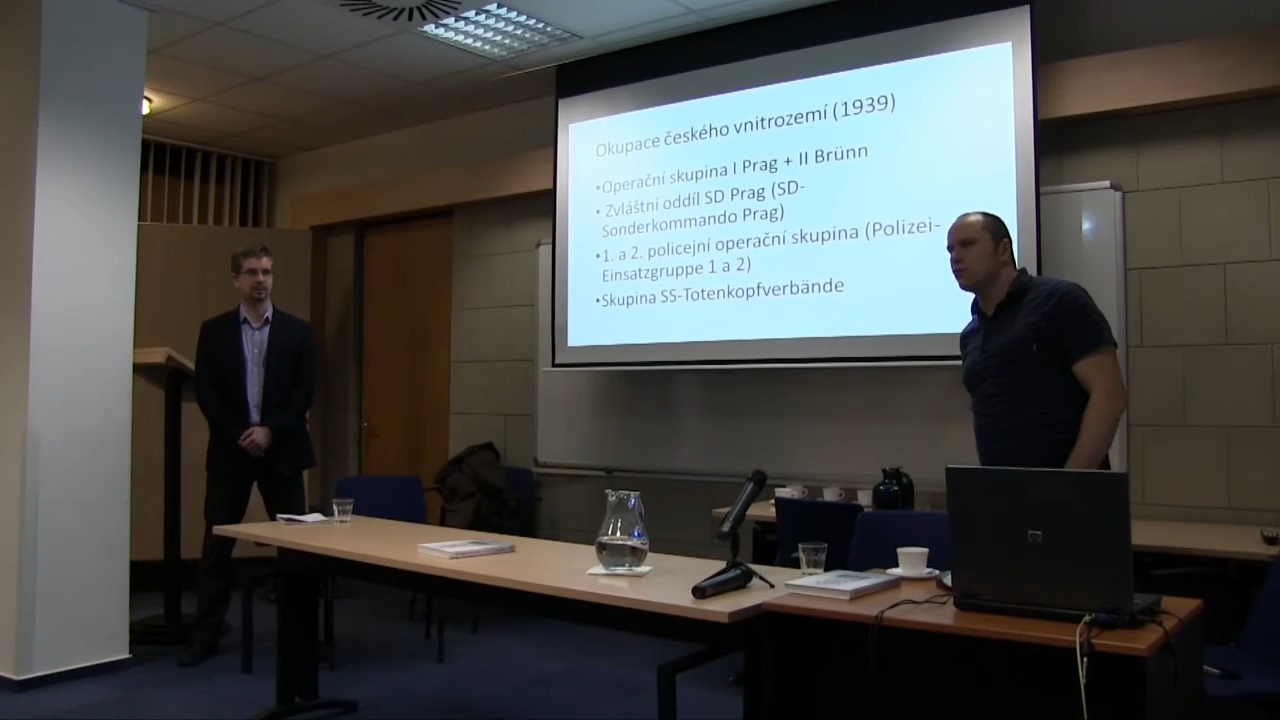 Okupace českého vnitrozemí (1939)
•Operační skupina I Prag + II Brünn
• Zvláštní oddíl SD Prag (SD-
Sonderkommando Prag)
•1. a 2. policejní operační skupina (Polizei-
Einsatzgruppe 1 a 2)
•Skupina SS-Totenkopfverbände